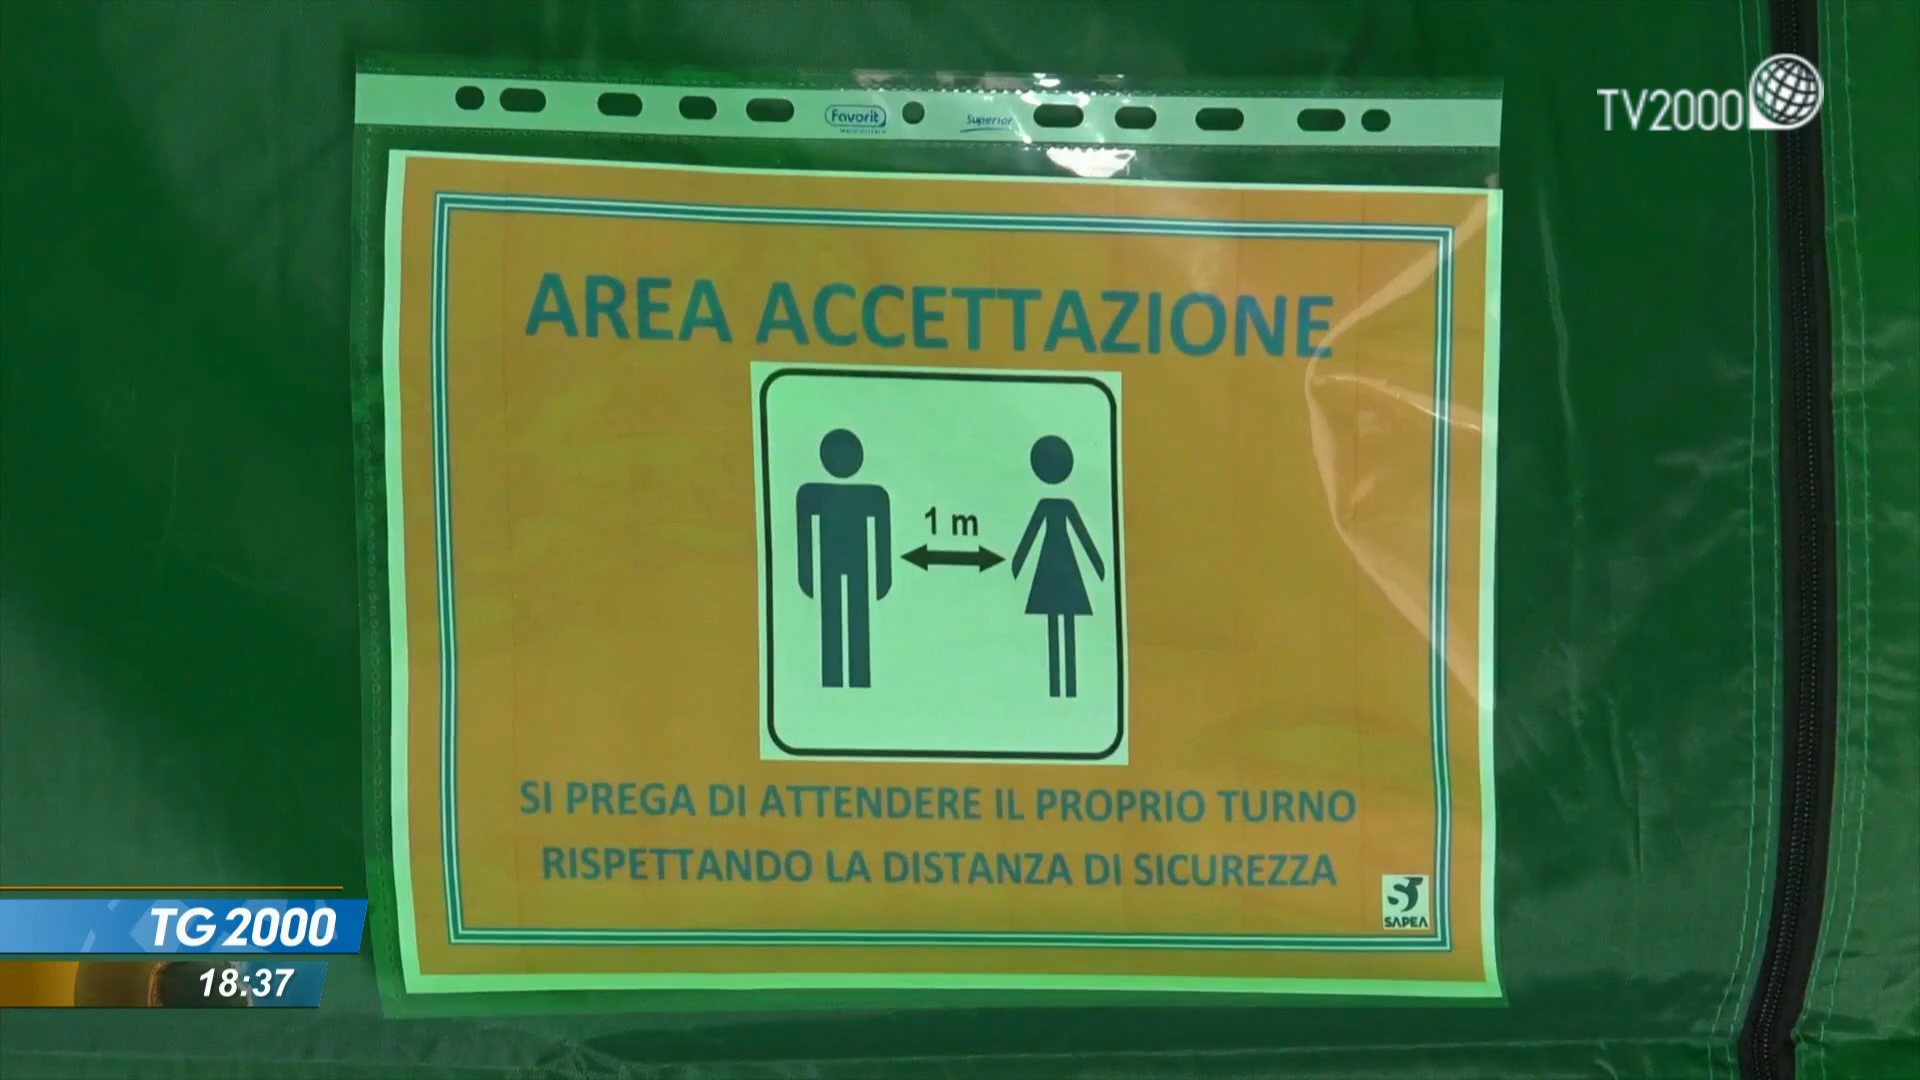 TV2000
Favorit
Superior
AREA ACCETTAZIONE
1 m
SI PREGA DI ATTENDERE IL PROPRIO TURNO
RISPETTANDO LA DISTANZA DI SICUREZZA
SAPEA
TG 2000
18:37